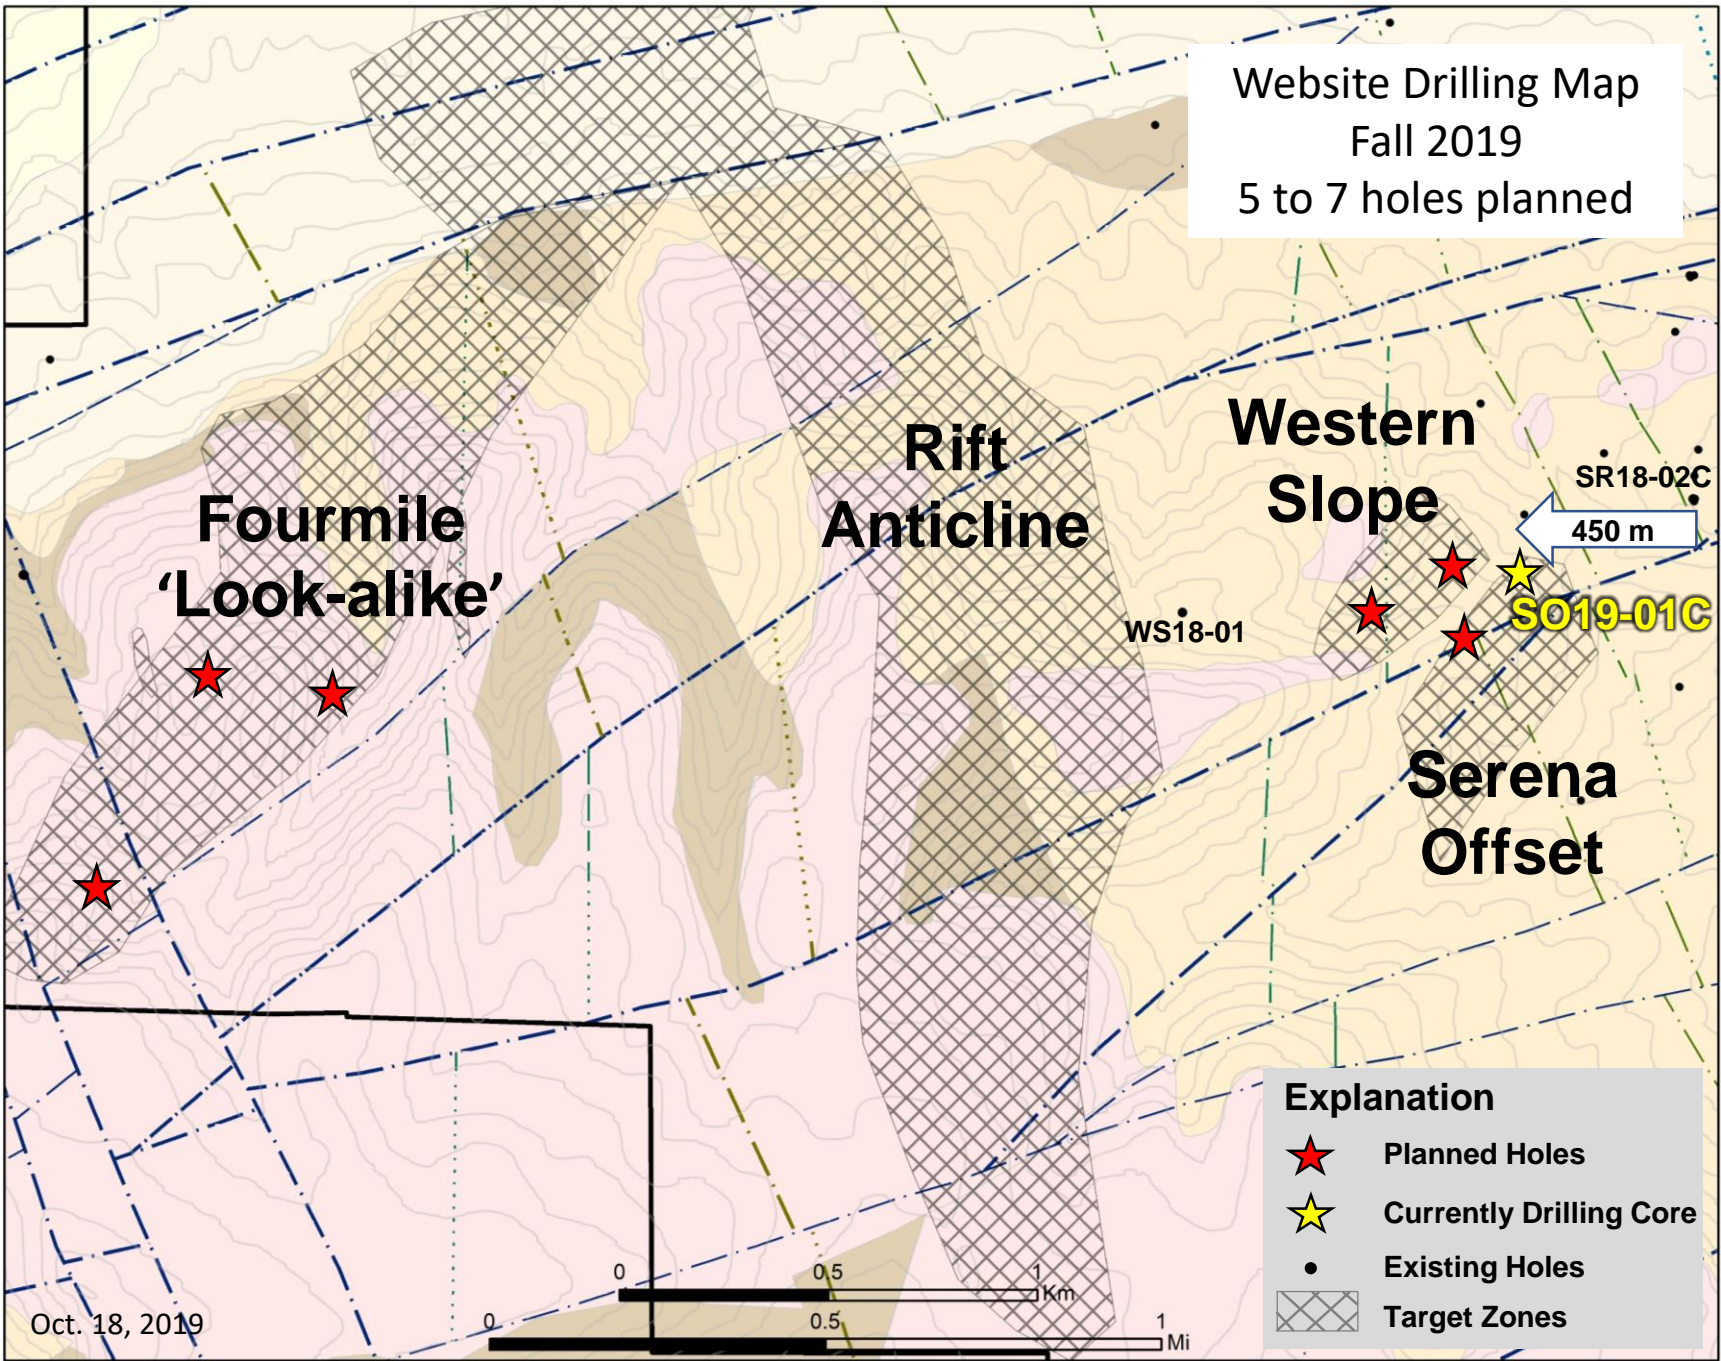 Website Drilling Map
Fall 2019
5 to 7 holes planned
Western
Slope
Rift
Anticline
SR18-02C
450 m
Fourmile
‘Look-alike’
SO19-01C
WS18-01
Serena
Offset
Explanation
Planned Holes
Currently Drilling Core
Existing Holes
Target Zones
0 0.5 1
Km
0 0.5 1
Mi
Oct. 18, 2019